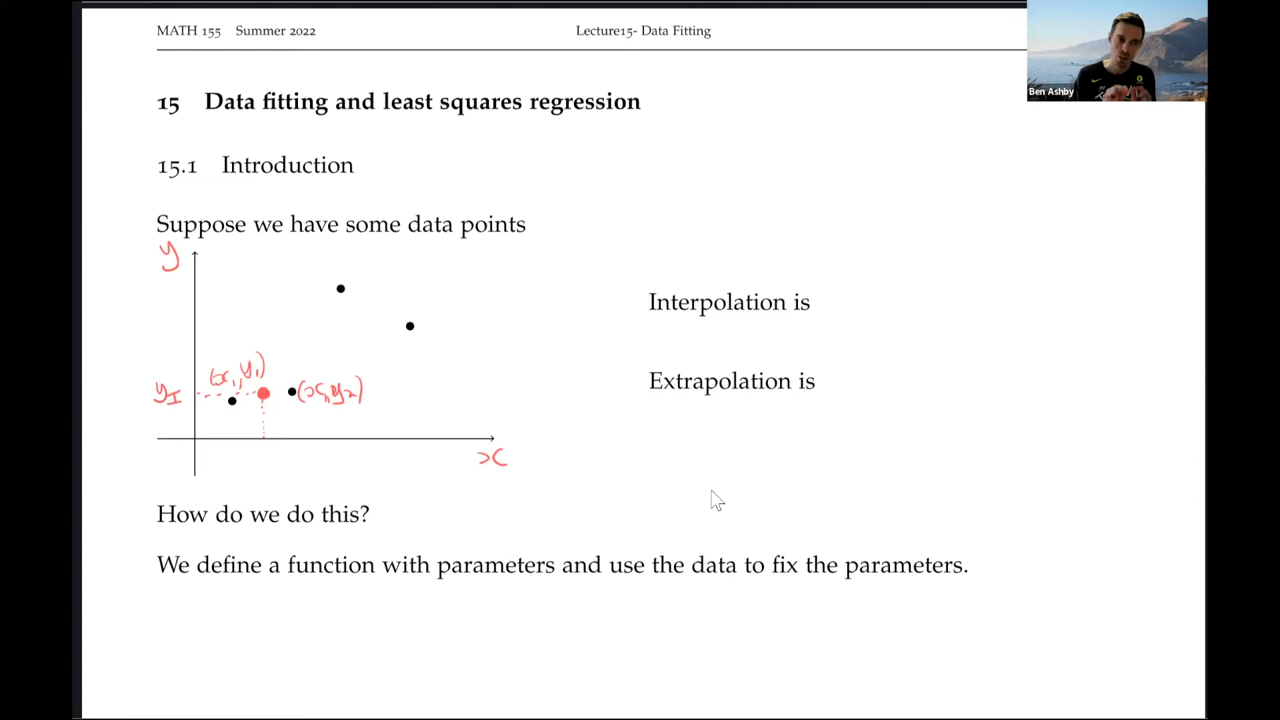 MATH 155 Summer 2022 Lecture15- Data Fitting
Ben Ashby
15 Data fitting and least squares regression
15.1 Introduction
Suppose we have some data points
y
Interpolation is
(x₁, y₁)
Extrapolation is
y_I
(x₂, y₂)
x
How do we do this?
We define a function with parameters and use the data to fix the parameters.